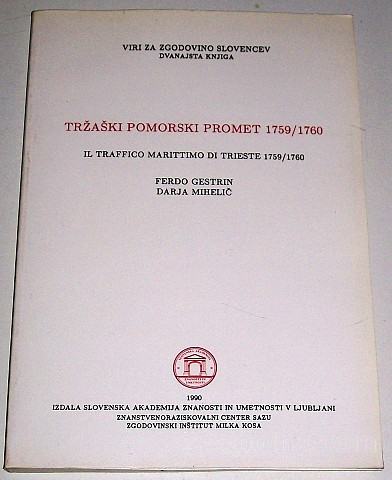 VIRI ZA ZGODOVINO SLOVENCEV
DVANAJSTA KNJIGA
TRŽAŠKI POMORSKI PROMET 1759/1760
IL TRAFFICO MARITTIMO DI TRIESTE 1759/1760
FERDO GESTRIN
DARJA MIHELIČ
1990
IZDALA SLOVENSKA AKADEMIJA ZNANOSTI IN UMETNOSTI V LJUBLJANI
ZNANSTVENORAZISKOVALNI CENTER SAZU
ZGODOVINSKI INŠTITUT MILKA KOSA